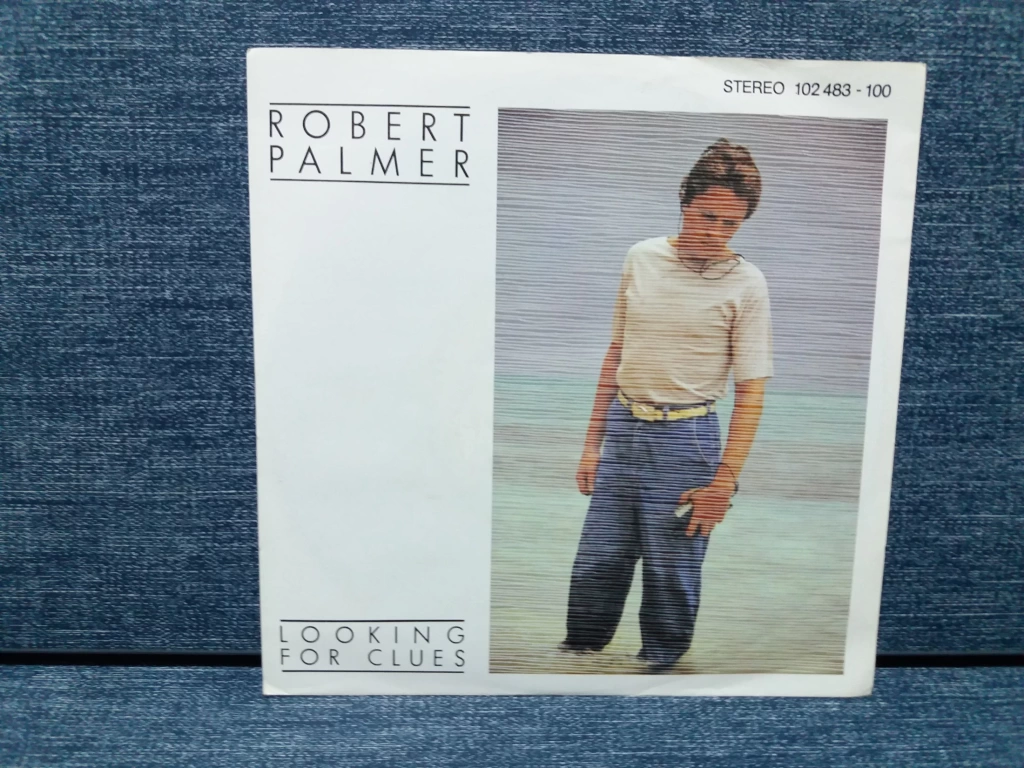 STEREO 102 483 - 100
ROBERT
PALMER
LOOKING
FOR CLUES